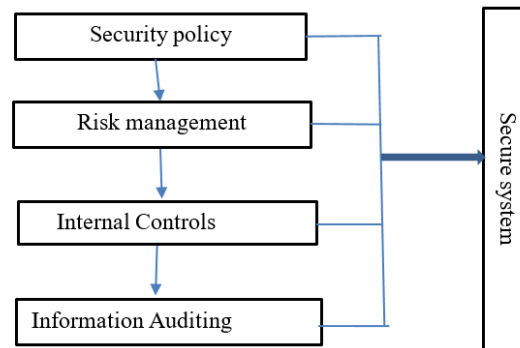 Security policy
Risk management
Internal Controls
Information Auditing
Secure system